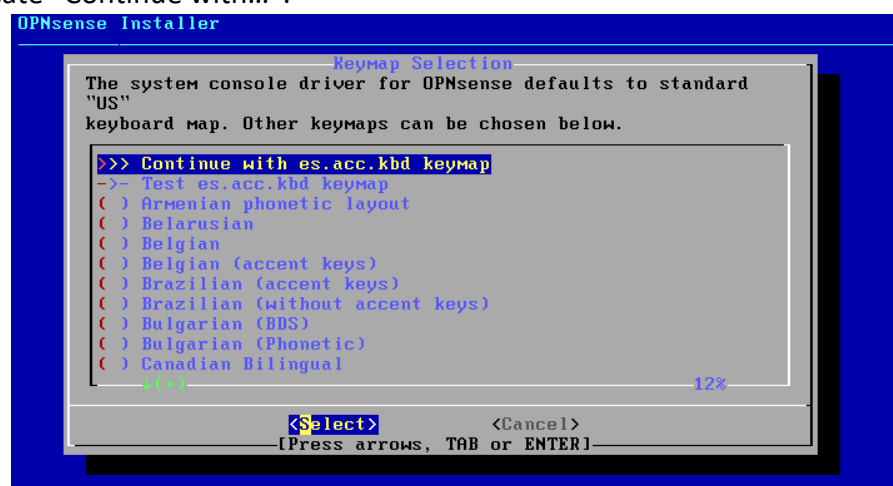 ate "Continue with... .
OPNsense Installer
Keymap Selection
The system console driver for OPNsense defaults to standard
"US"
keyboard map. Other keymaps can be chosen below.
>>> Continue with es.acc.kbd keymap
->- Test es.acc.kbd keymap
( ) Armenian phonetic layout
( ) Belarusian
( ) Belgian
( ) Belgian (accent keys)
( ) Brazilian (accent keys)
( ) Brazilian (without accent keys)
( ) Bulgarian (BDS)
( ) Bulgarian (Phonetic)
( ) Canadian Bilingual
↓(+) 12%
<Select> <Cancel>
[Press arrows, TAB or ENTER]